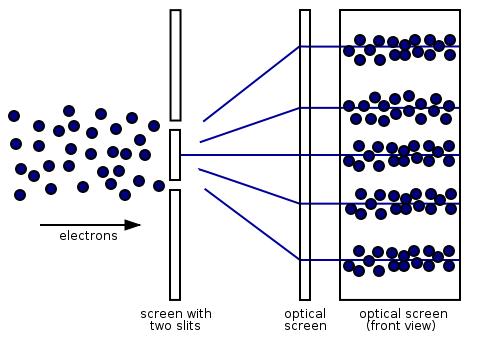 electrons
screen with
two slits
optical
screen
optical screen
(front view)